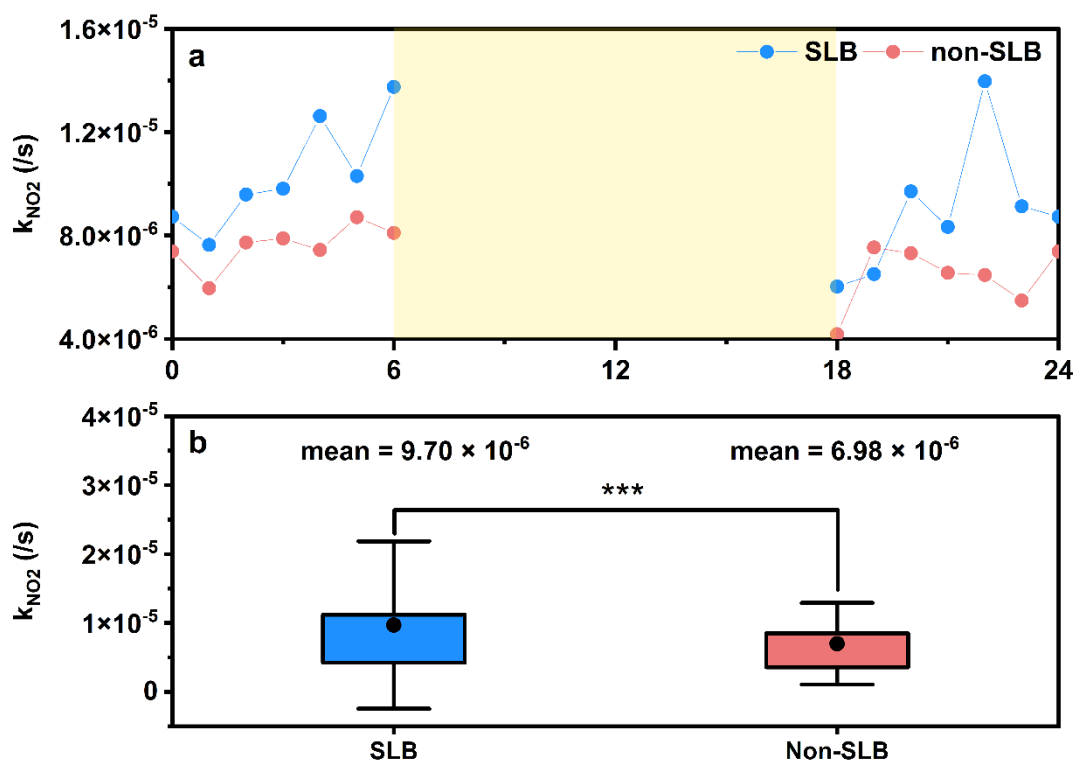 a
SLB
non-SLB
k_NO2 (/s)
1.6×10⁻⁵
1.2×10⁻⁵
8.0×10⁻⁶
4.0×10⁻⁶
0 6 12 18 24
b
mean = 9.70 × 10⁻⁶
mean = 6.98 × 10⁻⁶
***
k_NO2 (/s)
4×10⁻⁵
3×10⁻⁵
2×10⁻⁵
1×10⁻⁵
0
SLB Non-SLB